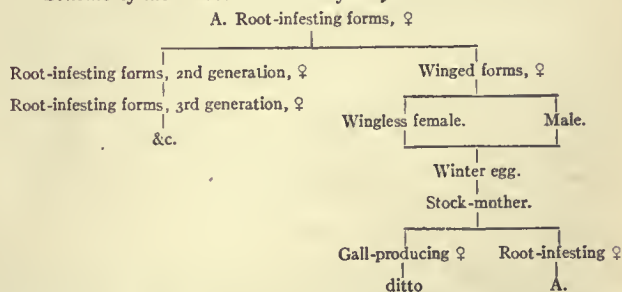 A. Root-infesting forms, ♀
Root-infesting forms, 2nd generation, ♀ Winged forms, ♀
Root-infesting forms, 3rd generation, ♀
&c. Wingless female. Male.
Winter egg.
Stock-mother.
Gall-producing ♀ Root-infesting ♀
ditto A.